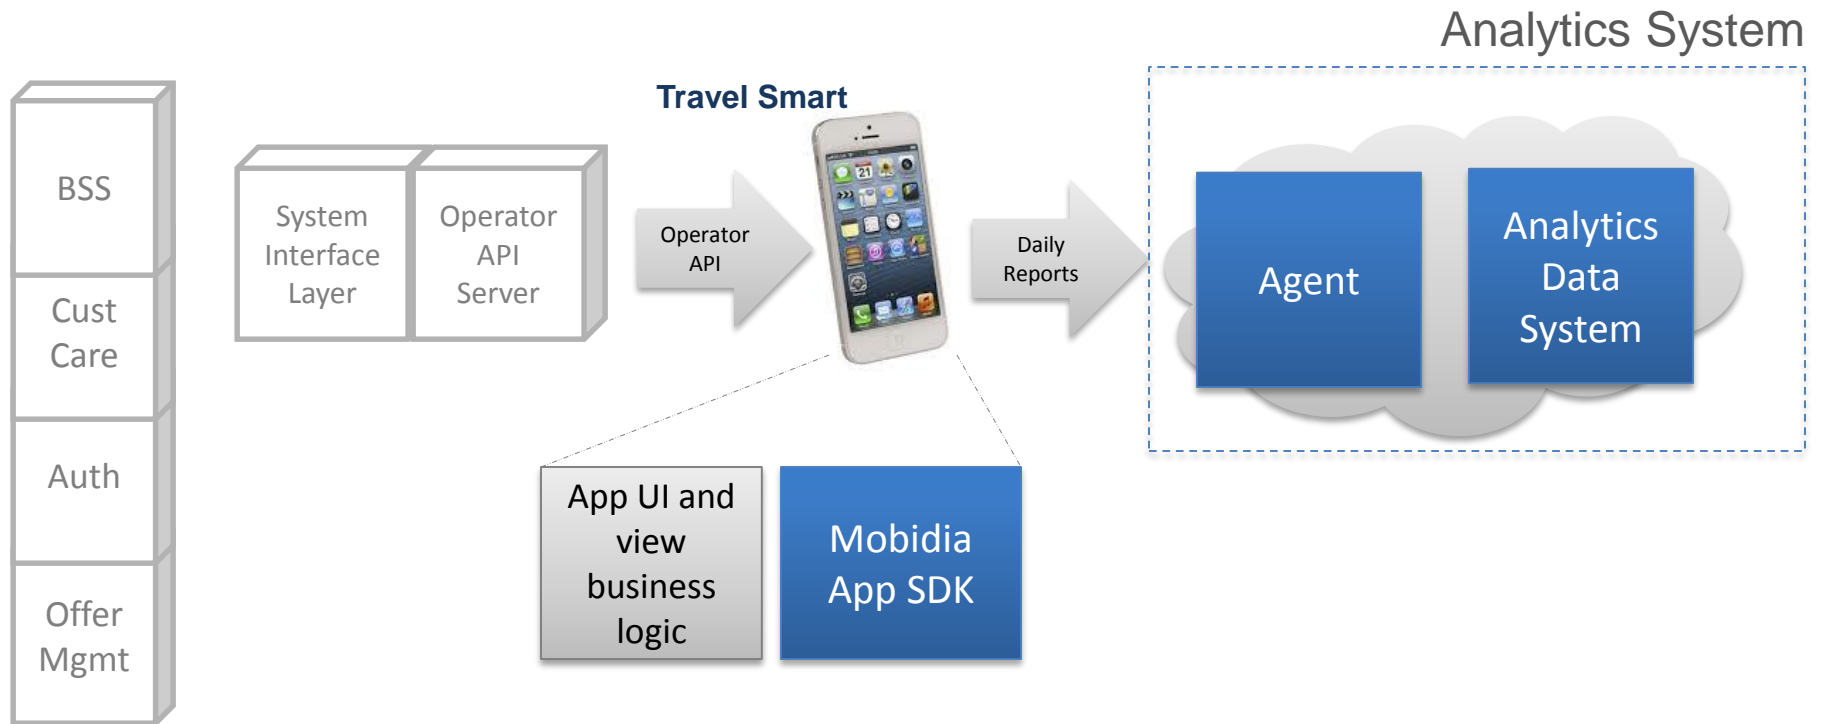 Analytics System
Travel Smart
BSS
Cust
Care
Auth
Offer
Mgmt
System
Interface
Layer
Operator
API
Server
Operator
API
21
Daily
Reports
Agent
Analytics
Data
System
App UI and
view
business
logic
Mobidia
App SDK